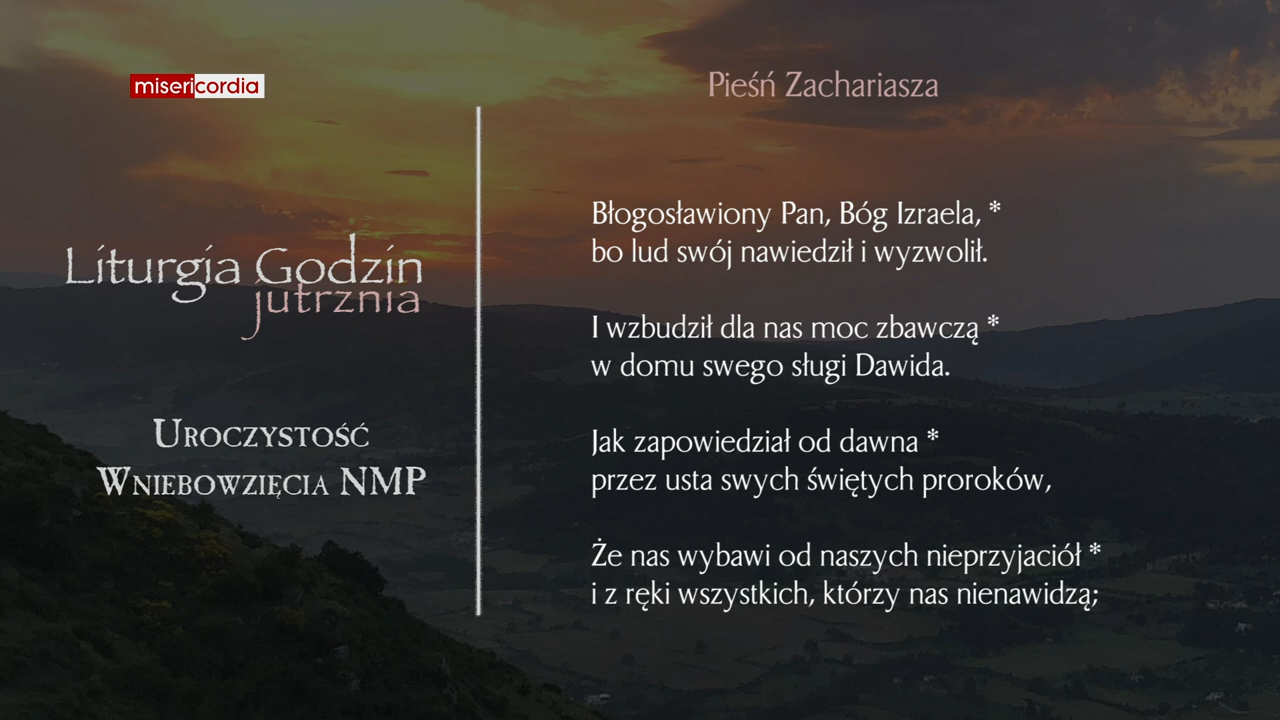 misericordia
Liturgia Godzin
jutrznia
Uroczystość
Wniebowzięcia NMP
Pieśń Zachariasza
Błogosławiony Pan, Bóg Izraela, *
bo lud swój nawiedził i wyzwolił.
I wzbudził dla nas moc zbawczą *
w domu swego sługi Dawida.
Jak zapowiedział od dawna *
przez usta swych świętych proroków,
Że nas wybawi od naszych nieprzyjaciół *
i z ręki wszystkich, którzy nas nienawidzą;